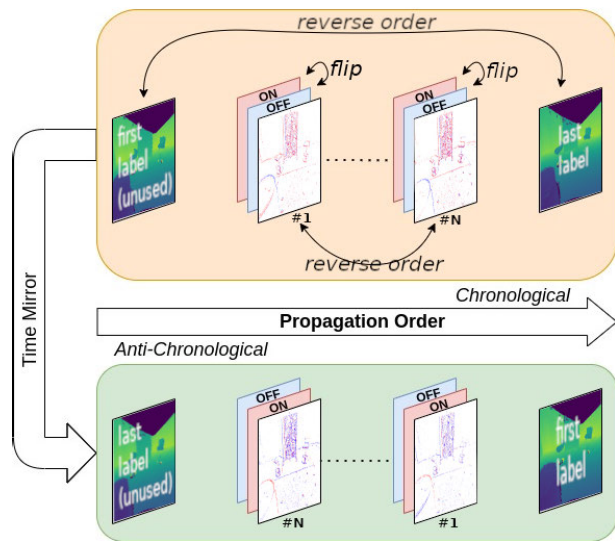 reverse order
flip
flip
ON
OFF
ON
OFF
first
label
(unused)
last
label
#1
#N
reverse order
Time Mirror
Chronological
Propagation Order
Anti-Chronological
OFF
ON
OFF
ON
last
label
(unused)
first
label
#N
#1